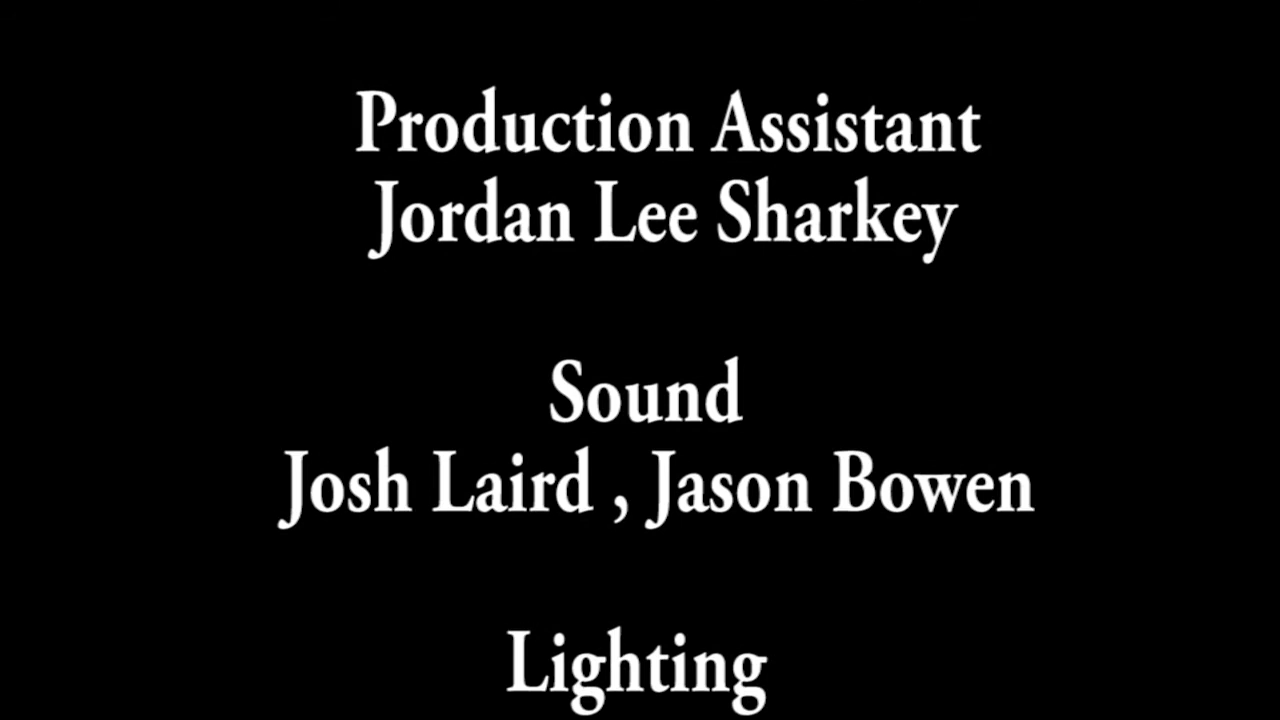 Production Assistant
Jordan Lee Sharkey
Sound
Josh Laird , Jason Bowen
Lighting